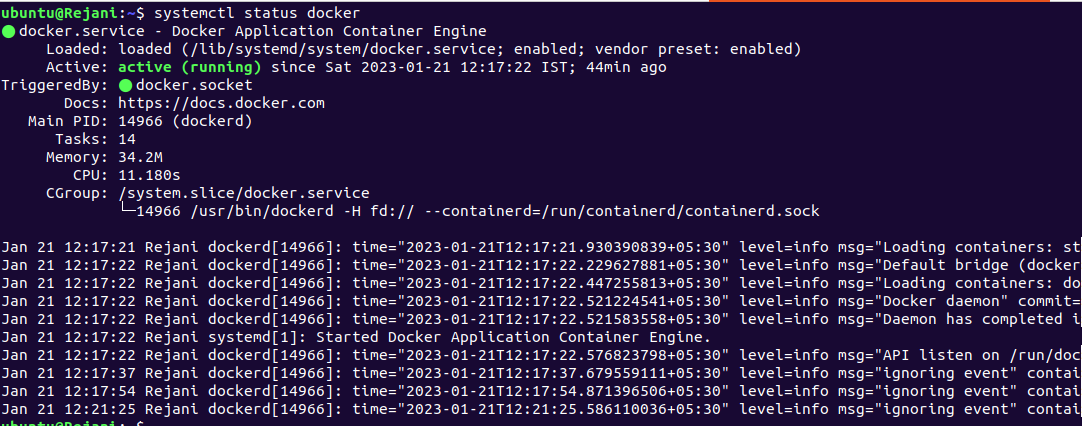 ubuntu@Rejani:~$ systemctl status docker
● docker.service - Docker Application Container Engine
     Loaded: loaded (/lib/systemd/system/docker.service; enabled; vendor preset: enabled)
     Active: active (running) since Sat 2023-01-21 12:17:22 IST; 44min ago
TriggeredBy: ● docker.socket
       Docs: https://docs.docker.com
   Main PID: 14966 (dockerd)
      Tasks: 14
     Memory: 34.2M
        CPU: 11.180s
     CGroup: /system.slice/docker.service
             └─14966 /usr/bin/dockerd -H fd:// --containerd=/run/containerd/containerd.sock
Jan 21 12:17:21 Rejani dockerd[14966]: time="2023-01-21T12:17:21.930390839+05:30" level=info msg="Loading containers: st
Jan 21 12:17:22 Rejani dockerd[14966]: time="2023-01-21T12:17:22.229627881+05:30" level=info msg="Default bridge (docker
Jan 21 12:17:22 Rejani dockerd[14966]: time="2023-01-21T12:17:22.447255813+05:30" level=info msg="Loading containers: do
Jan 21 12:17:22 Rejani dockerd[14966]: time="2023-01-21T12:17:22.521224541+05:30" level=info msg="Docker daemon" commit=
Jan 21 12:17:22 Rejani dockerd[14966]: time="2023-01-21T12:17:22.521583558+05:30" level=info msg="Daemon has completed i
Jan 21 12:17:22 Rejani systemd[1]: Started Docker Application Container Engine.
Jan 21 12:17:22 Rejani dockerd[14966]: time="2023-01-21T12:17:22.576823798+05:30" level=info msg="API listen on /run/doc
Jan 21 12:17:37 Rejani dockerd[14966]: time="2023-01-21T12:17:37.679559111+05:30" level=info msg="ignoring event" contai
Jan 21 12:17:54 Rejani dockerd[14966]: time="2023-01-21T12:17:54.871396506+05:30" level=info msg="ignoring event" contai
Jan 21 12:21:25 Rejani dockerd[14966]: time="2023-01-21T12:21:25.586110036+05:30" level=info msg="ignoring event" contai
ubuntu@Rejani:~$